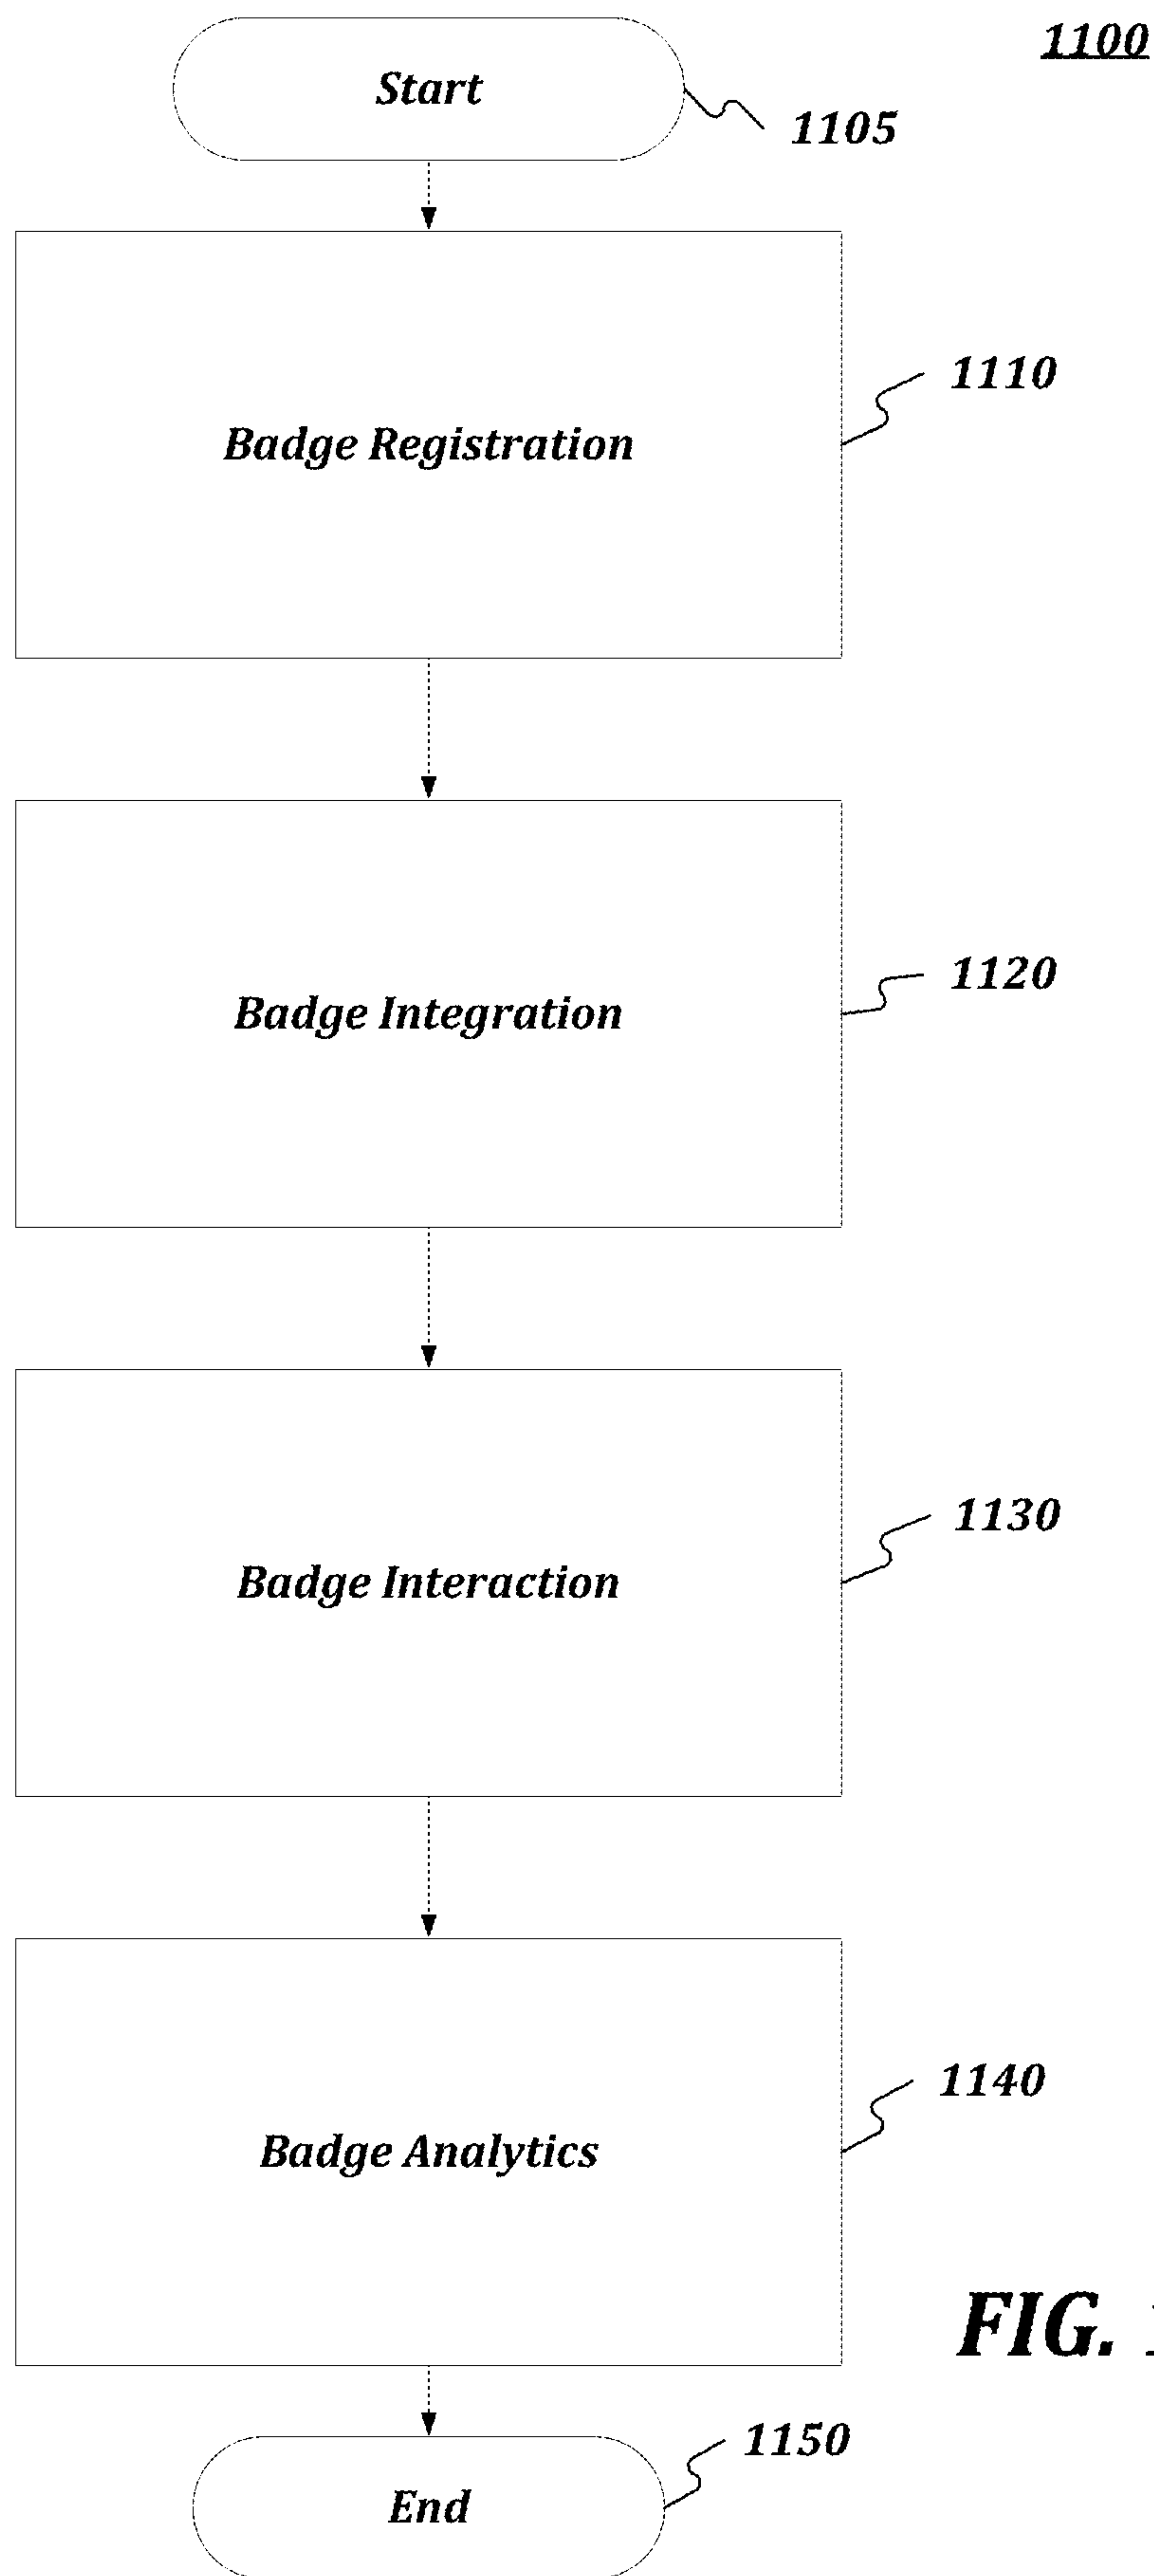 1100
Start
1105
Badge Registration
1110
Badge Integration
1120
Badge Interaction
1130
Badge Analytics
1140
FIG.
End
1150